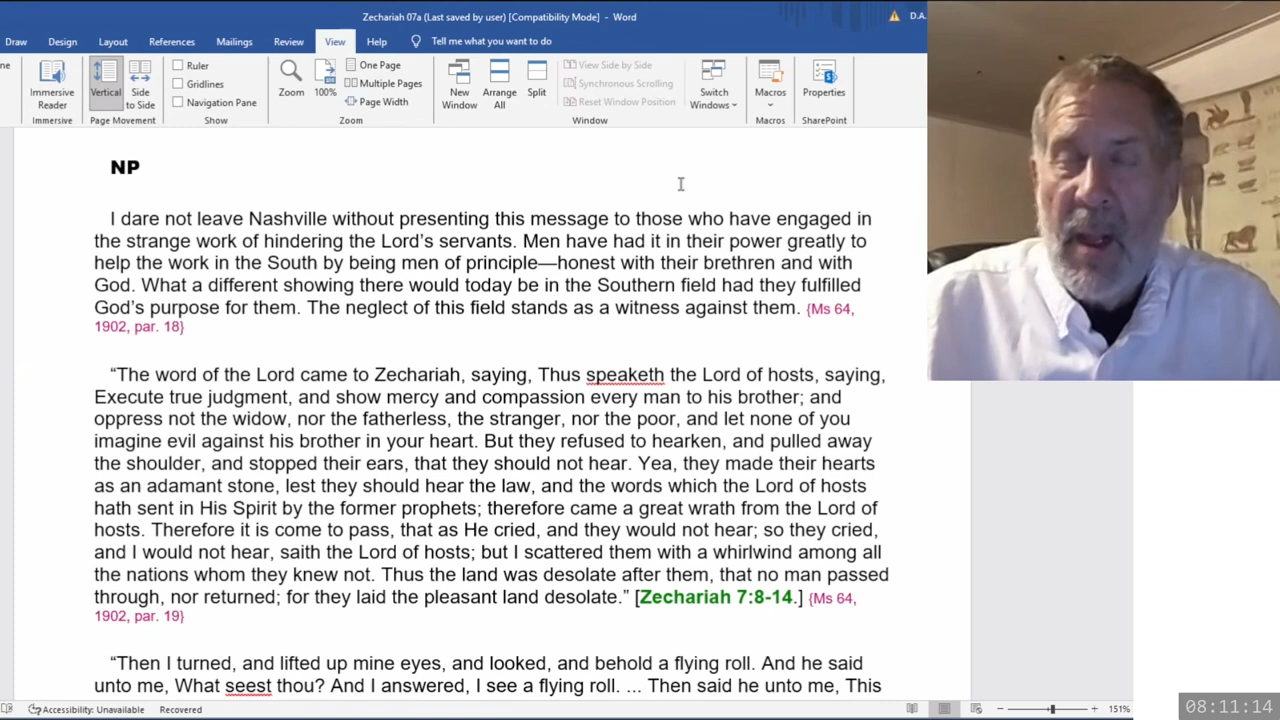 Zechariah 07a (Last saved by user) [Compatibility Mode] - Word
D.A.
Draw Design Layout References Mailings Review View Help Tell me what you want to do
Immersive Reader
Vertical
Side to Side
Ruler
Gridlines
Navigation Pane
Zoom
100%
One Page
Multiple Pages
Page Width
New Window
Arrange All
Split
View Side by Side
Synchronous Scrolling
Reset Window Position
Switch Windows
Macros
Properties
Immersive Page Movement Show Zoom Window Macros SharePoint
NP
I dare not leave Nashville without presenting this message to those who have engaged in
the strange work of hindering the Lord's servants. Men have had it in their power greatly to
help the work in the South by being men of principle—honest with their brethren and with
God. What a different showing there would today be in the Southern field had they fulfilled
God's purpose for them. The neglect of this field stands as a witness against them. {Ms 64,
1902, par. 18}
“The word of the Lord came to Zechariah, saying, Thus speaketh the Lord of hosts, saying,
Execute true judgment, and show mercy and compassion every man to his brother; and
oppress not the widow, nor the fatherless, the stranger, nor the poor, and let none of you
imagine evil against his brother in your heart. But they refused to hearken, and pulled away
the shoulder, and stopped their ears, that they should not hear. Yea, they made their hearts
as an adamant stone, lest they should hear the law, and the words which the Lord of hosts
hath sent in His Spirit by the former prophets; therefore came a great wrath from the Lord of
hosts. Therefore it is come to pass, that as He cried, and they would not hear; so they cried,
and I would not hear, saith the Lord of hosts; but I scattered them with a whirlwind among all
the nations whom they knew not. Thus the land was desolate after them, that no man passed
through, nor returned; for they laid the pleasant land desolate.” [Zechariah 7:8-14.] {Ms 64,
1902, par. 19}
“Then I turned, and lifted up mine eyes, and looked, and behold a flying roll. And he said
unto me, What seest thou? And I answered, I see a flying roll. ... Then said he unto me, This
Accessibility: Unavailable Recovered
151%
08:11:14